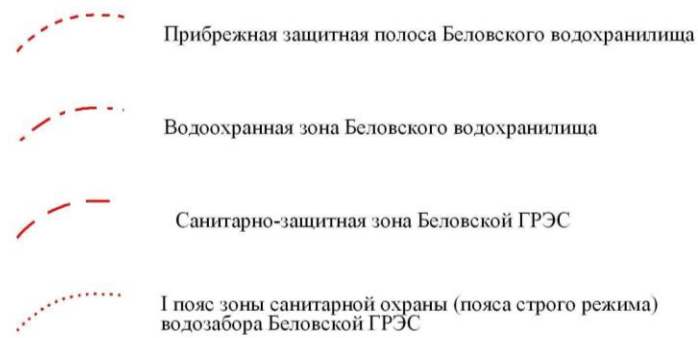 Прибрежная защитная полоса Беловского водохранилища
Водоохранная зона Беловского водохранилища
Санитарно-защитная зона Беловской ГРЭС
I пояс зоны санитарной охраны (пояса строго режима)
водозабора Беловской ГРЭС